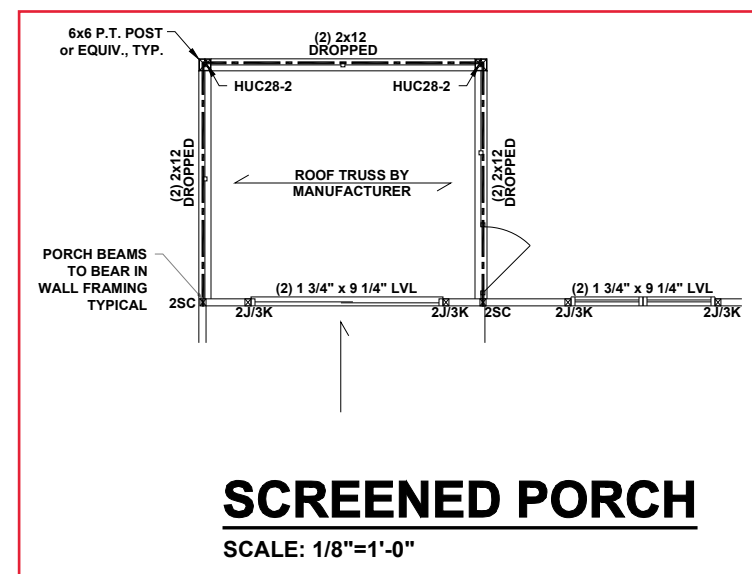 6x6 P.T. POST
or EQUIV., TYP.
(2) 2x12
DROPPED
HUC28-2
HUC28-2
(2) 2x12
DROPPED
ROOF TRUSS BY
MANUFACTURER
(2) 2x12
DROPPED
PORCH BEAMS
TO BEAR IN
WALL FRAMING
TYPICAL
2SC
(2) 1 3/4" x 9 1/4" LVL
2J/3K
2J/3K
2SC
(2) 1 3/4" x 9 1/4" LVL
2J/3K
2J/3K
SCREENED PORCH
SCALE: 1/8"=1'-0"